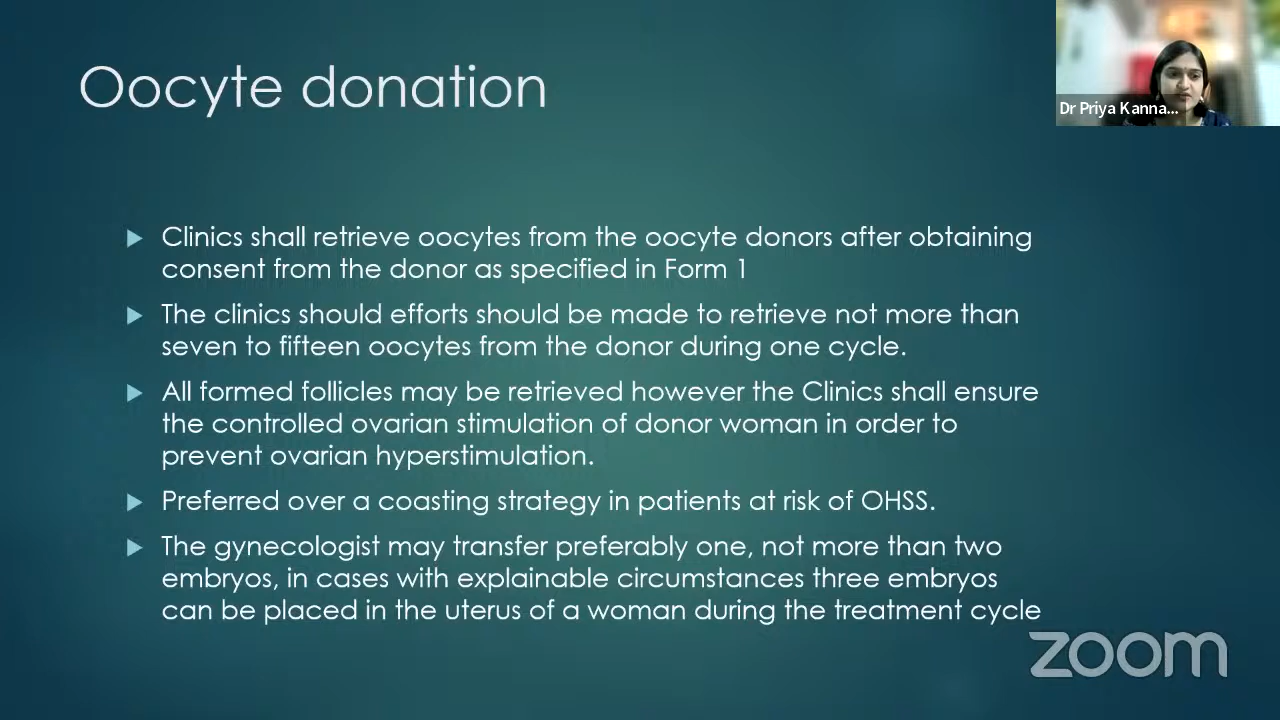 Oocyte donation
Dr Priya Kanna...
Clinics shall retrieve oocytes from the oocyte donors after obtaining
consent from the donor as specified in Form 1
The clinics should efforts should be made to retrieve not more than
seven to fifteen oocytes from the donor during one cycle.
All formed follicles may be retrieved however the Clinics shall ensure
the controlled ovarian stimulation of donor woman in order to
prevent ovarian hyperstimulation.
Preferred over a coasting strategy in patients at risk of OHSS.
The gynecologist may transfer preferably one, not more than two
embryos, in cases with explainable circumstances three embryos
can be placed in the uterus of a woman during the treatment cycle
zoom